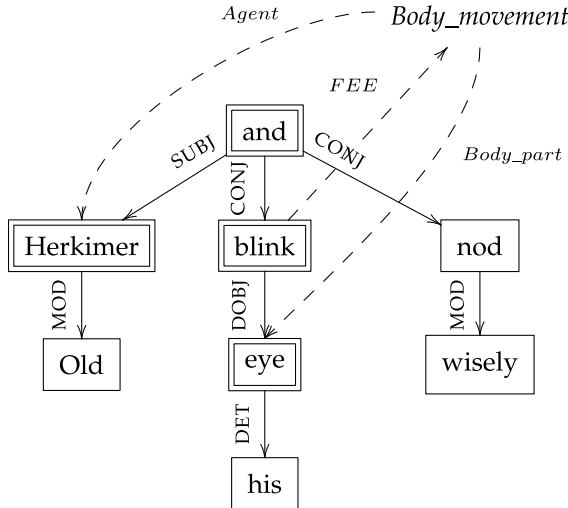 Agent
Body_movement
FEE
and
SUBJ
CONJ
CONJ
Body_part
Herkimer
blink
nod
MOD
DOBJ
MOD
Old
eye
wisely
DET
his